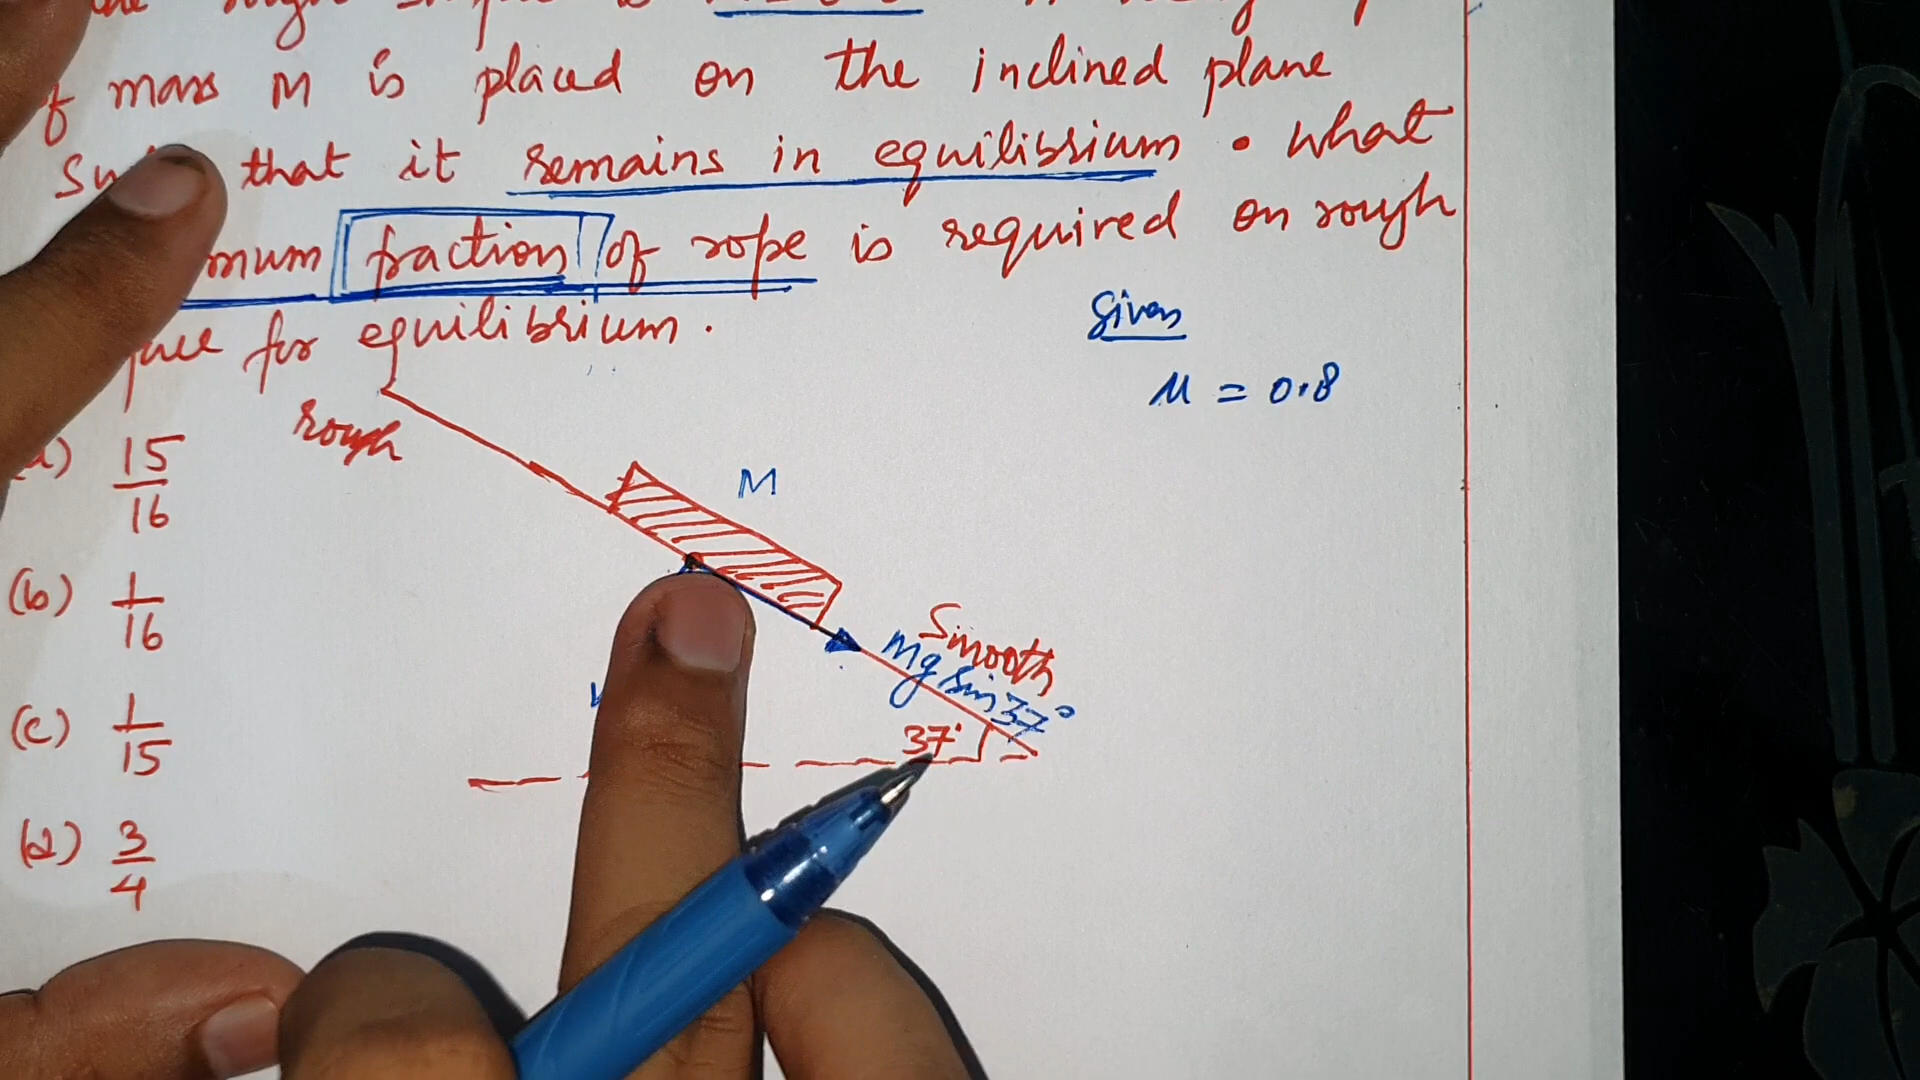 of mass M is placed on the inclined plane
that it remains in equilibrium. What
fraction of rope is required on rough
for equilibrium.
Given
μ = 0.8
rough
M
Smooth
Mg sin 37°
37°
15/16
(b) 1/16
(c) 1/15
(d) 3/4